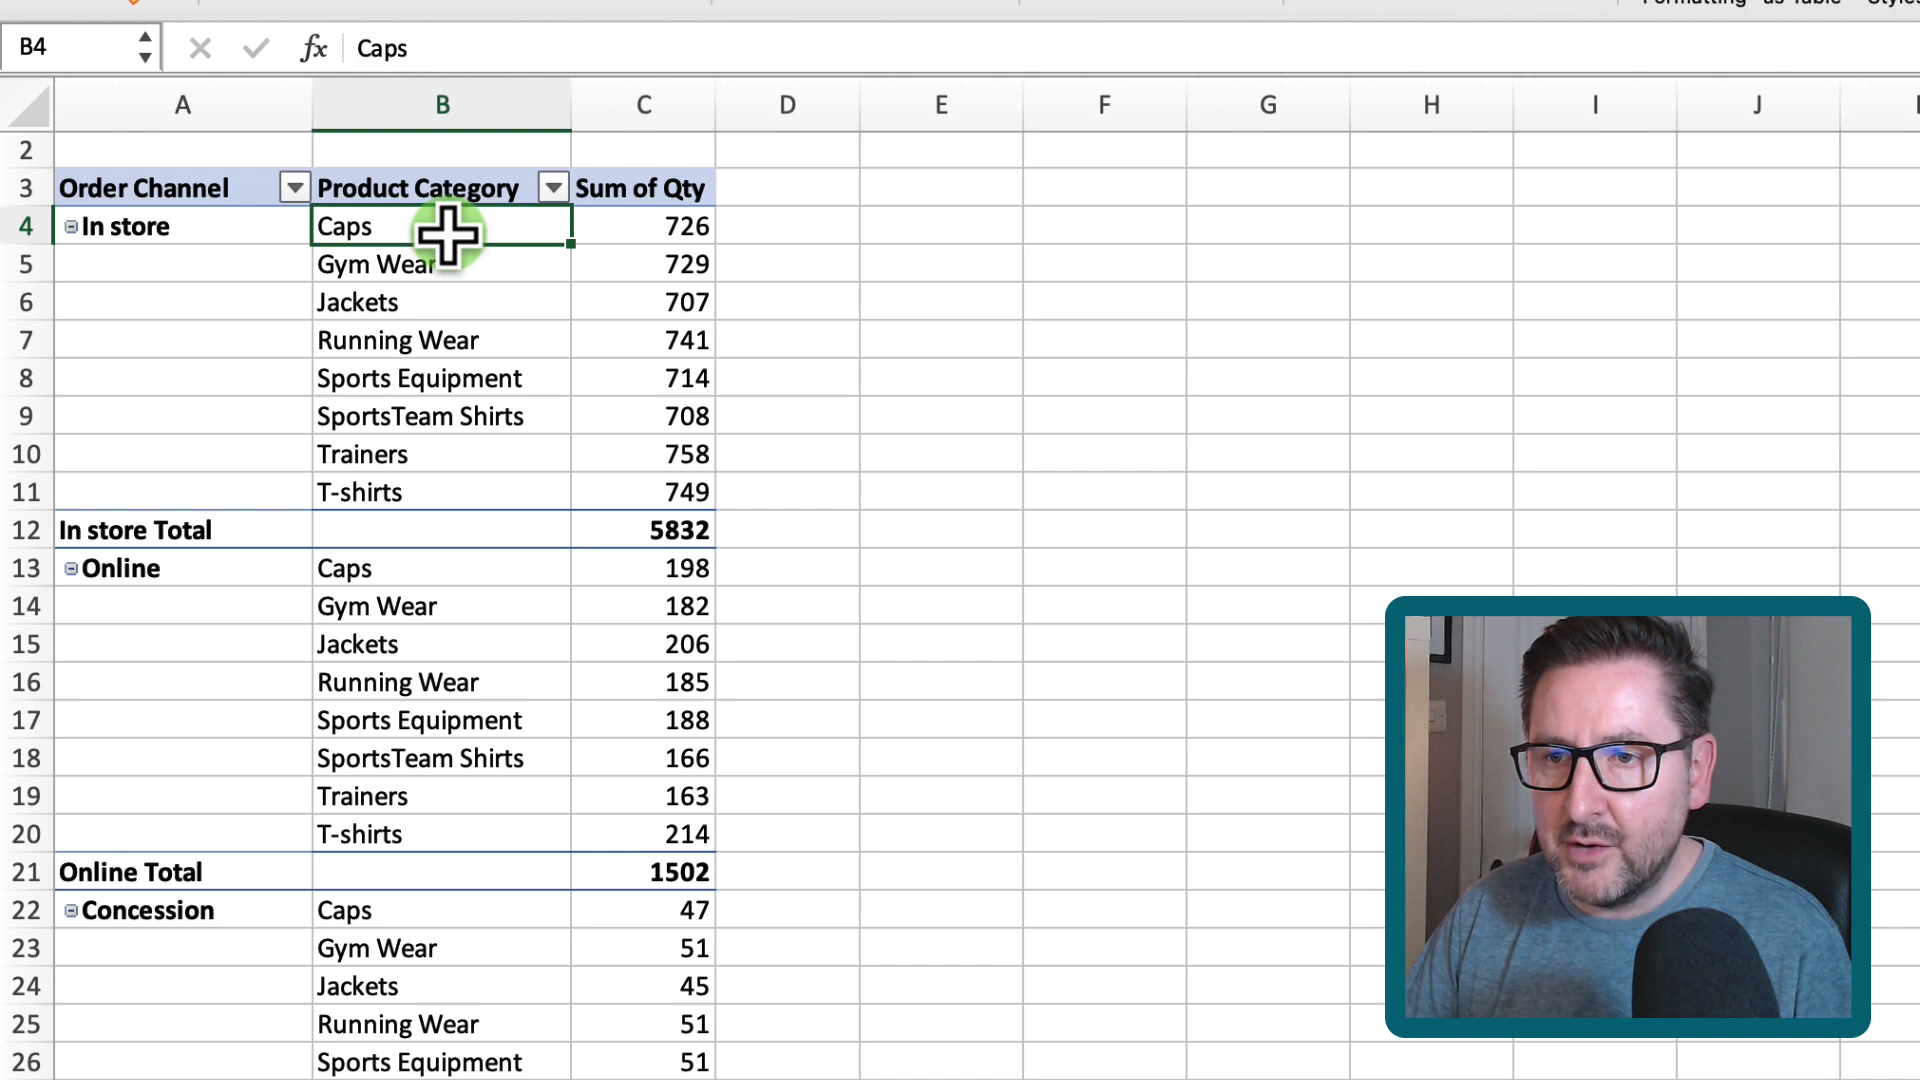 Formatting as Table Styles
B4 fx Caps
A B C D E F G H I J
2
3 Order Channel Product Category Sum of Qty
4 In store Caps 726
5 Gym Wear 729
6 Jackets 707
7 Running Wear 741
8 Sports Equipment 714
9 SportsTeam Shirts 708
10 Trainers 758
11 T-shirts 749
12 In store Total 5832
13 Online Caps 198
14 Gym Wear 182
15 Jackets 206
16 Running Wear 185
17 Sports Equipment 188
18 SportsTeam Shirts 166
19 Trainers 163
20 T-shirts 214
21 Online Total 1502
22 Concession Caps 47
23 Gym Wear 51
24 Jackets 45
25 Running Wear 51
26 Sports Equipment 51